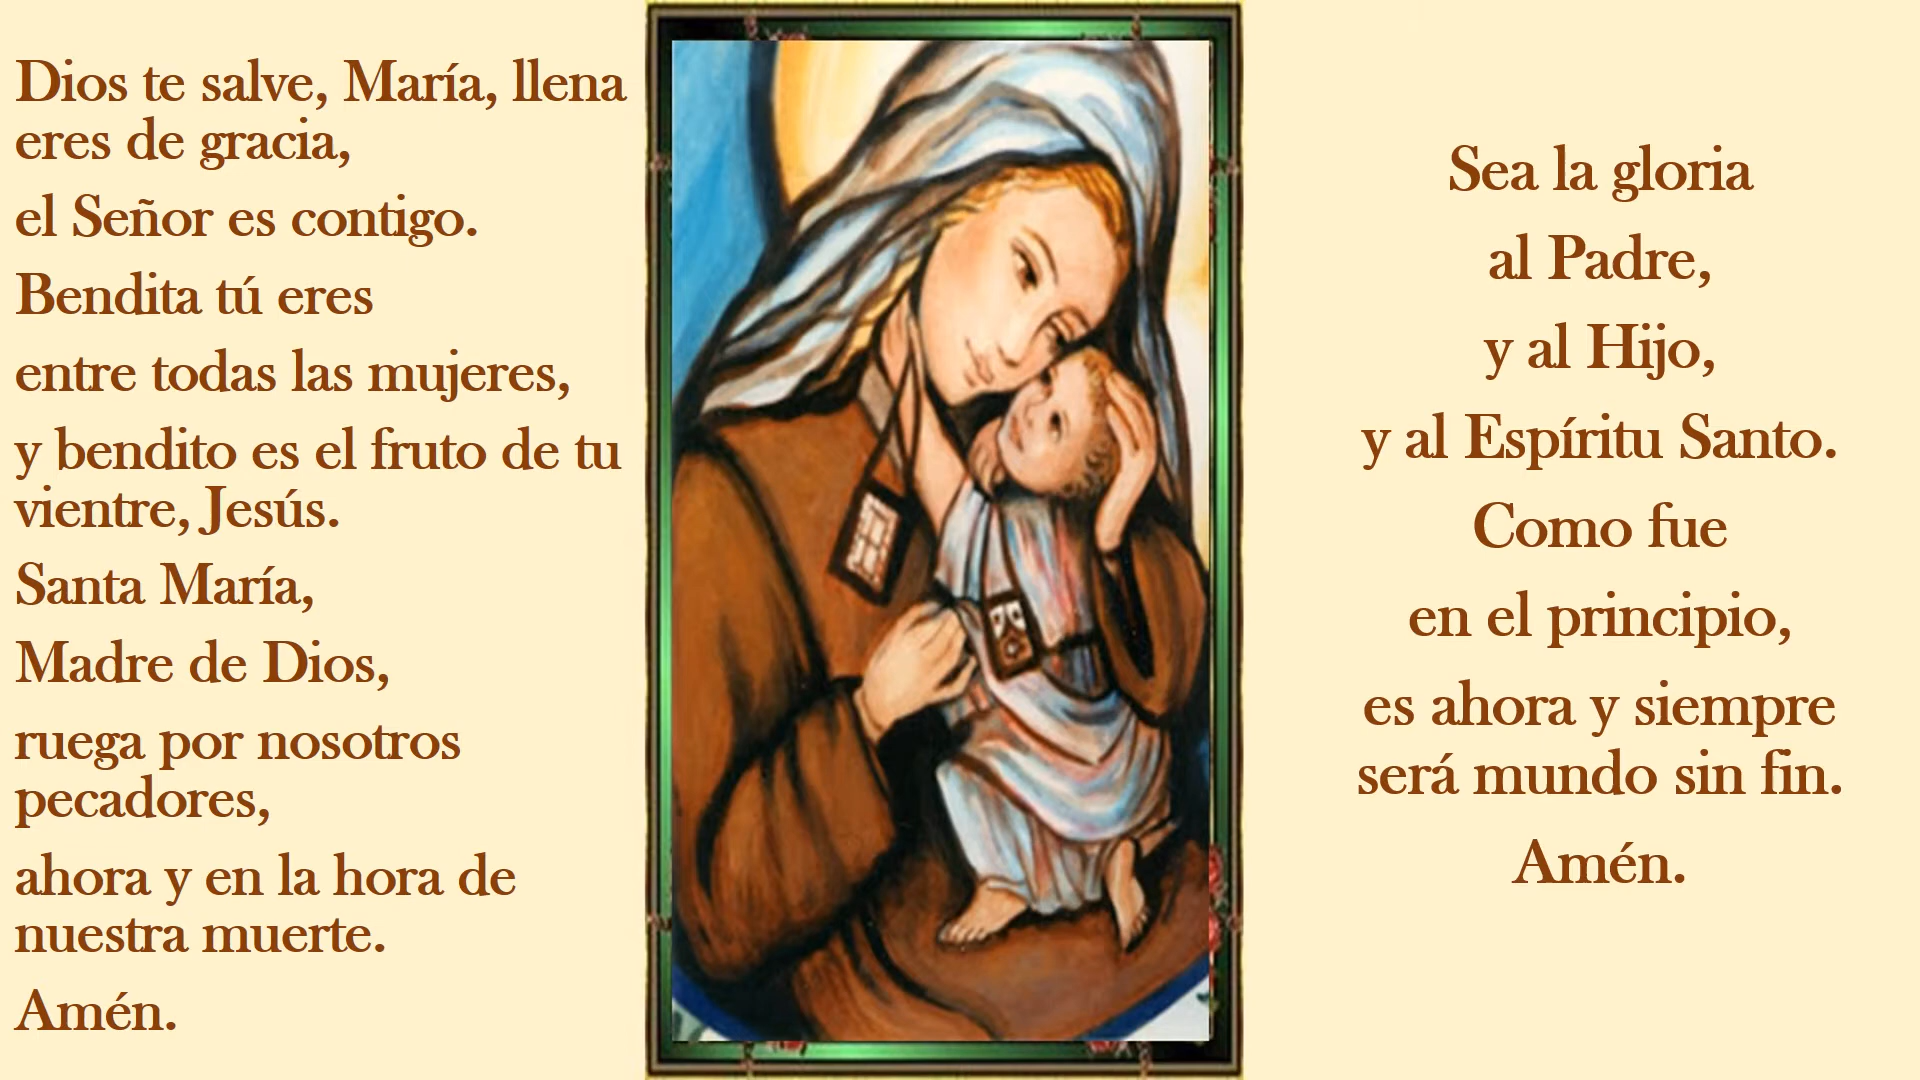 Dios te salve, María, llena
eres de gracia,
el Señor es contigo.
Bendita tú eres
entre todas las mujeres,
y bendito es el fruto de tu
vientre, Jesús.
Santa María,
Madre de Dios,
ruega por nosotros
pecadores,
ahora y en la hora de
nuestra muerte.
Amén.
Sea la gloria
al Padre,
y al Hijo,
y al Espíritu Santo.
Como fue
en el principio,
es ahora y siempre
será mundo sin fin.
Amén.